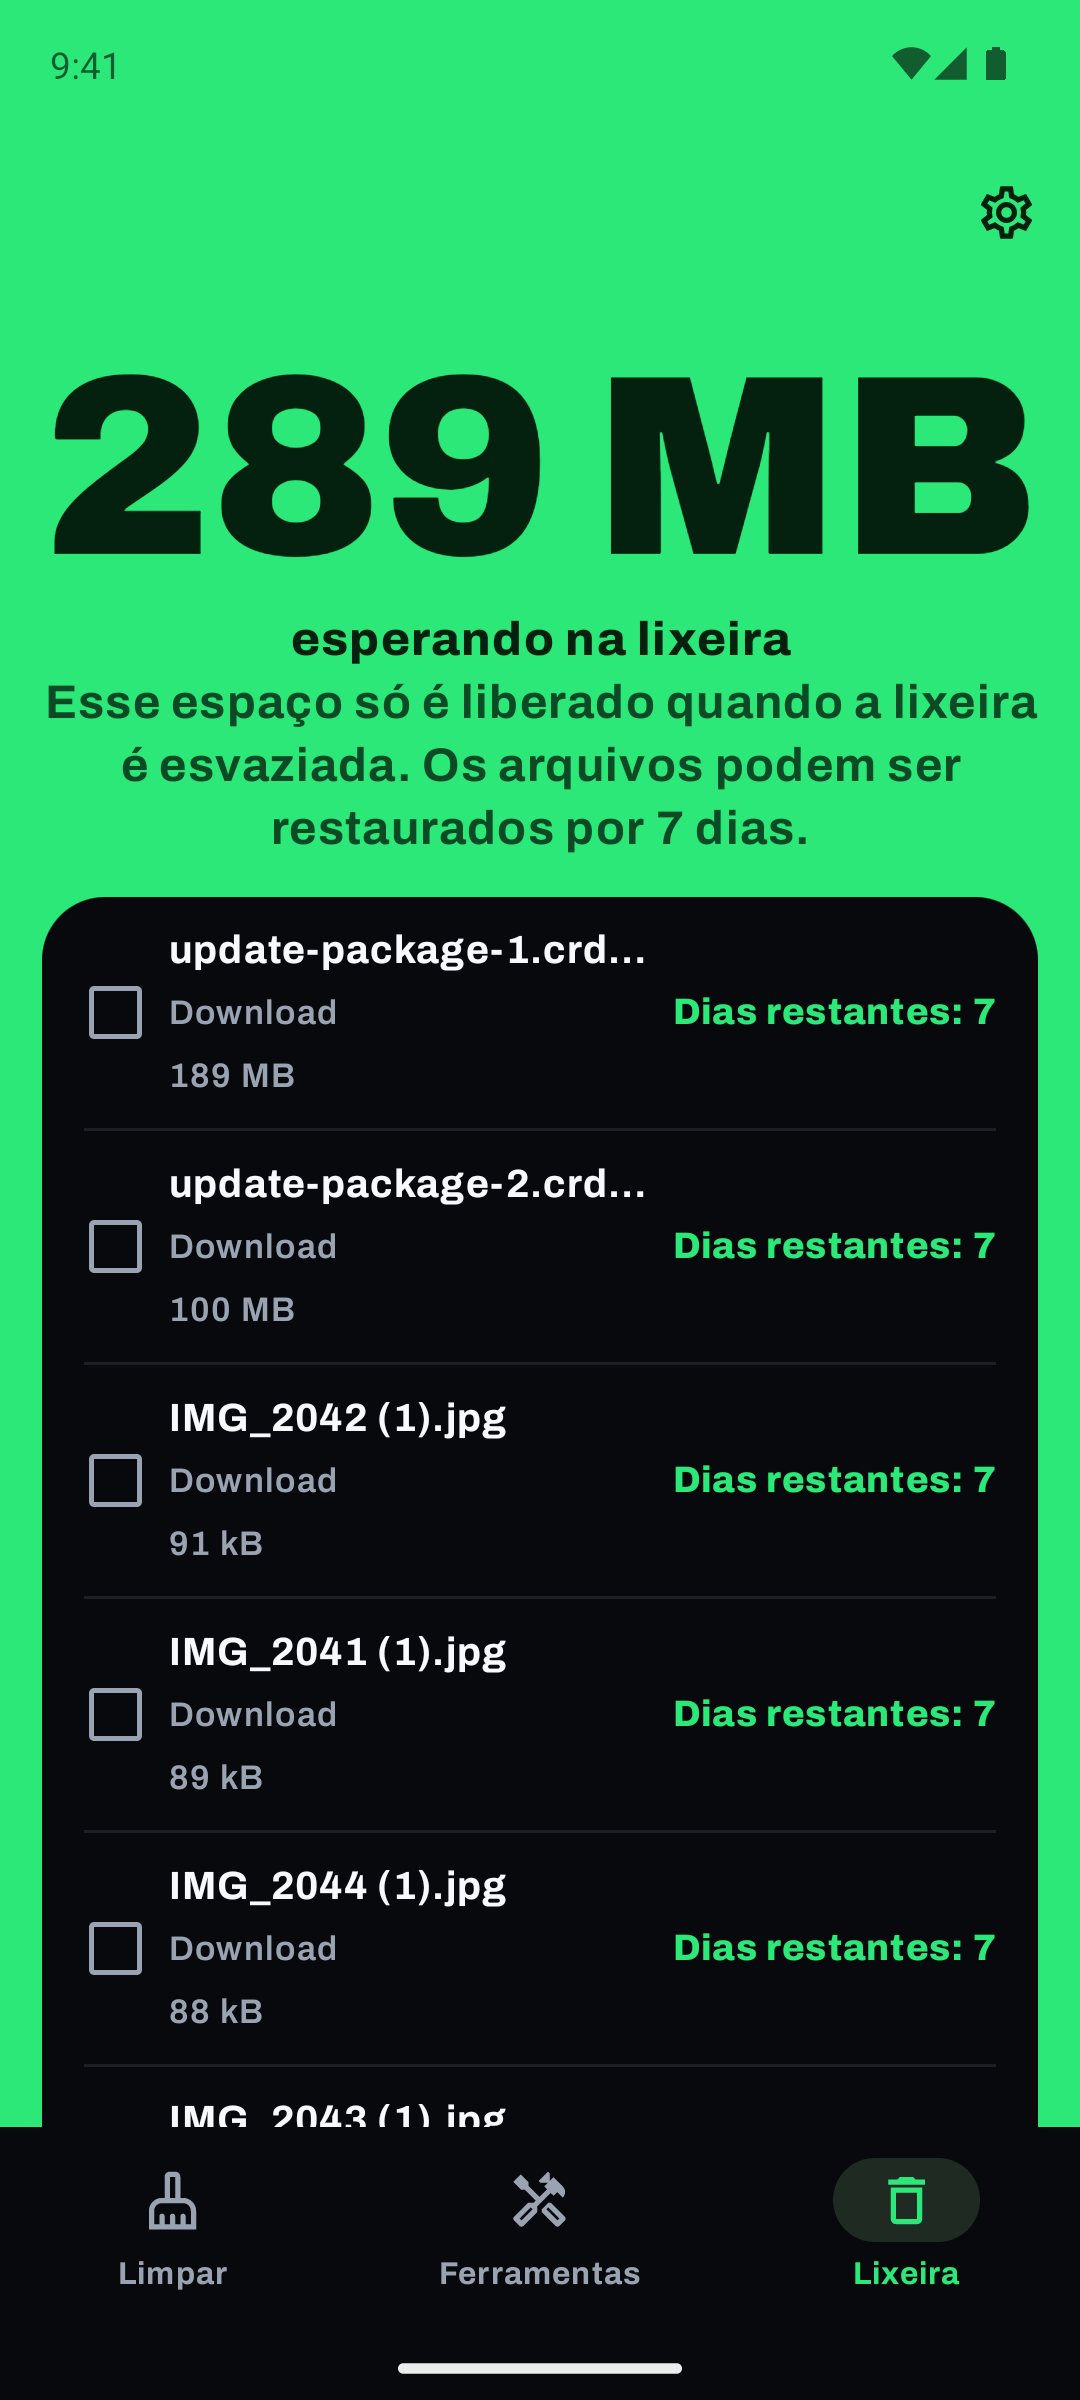 9:41
289 MB
esperando na lixeira
Esse espaço só é liberado quando a lixeira
é esvaziada. Os arquivos podem ser
restaurados por 7 dias.
update-package-1.crd...
Download
Dias restantes: 7
189 MB
update-package-2.crd...
Download
Dias restantes: 7
100 MB
IMG_2042 (1).jpg
Download
Dias restantes: 7
91 kB
IMG_2041 (1).jpg
Download
Dias restantes: 7
89 kB
IMG_2044 (1).jpg
Download
Dias restantes: 7
88 kB
IMG_2043 (1).jpg
Limpar
Ferramentas
Lixeira